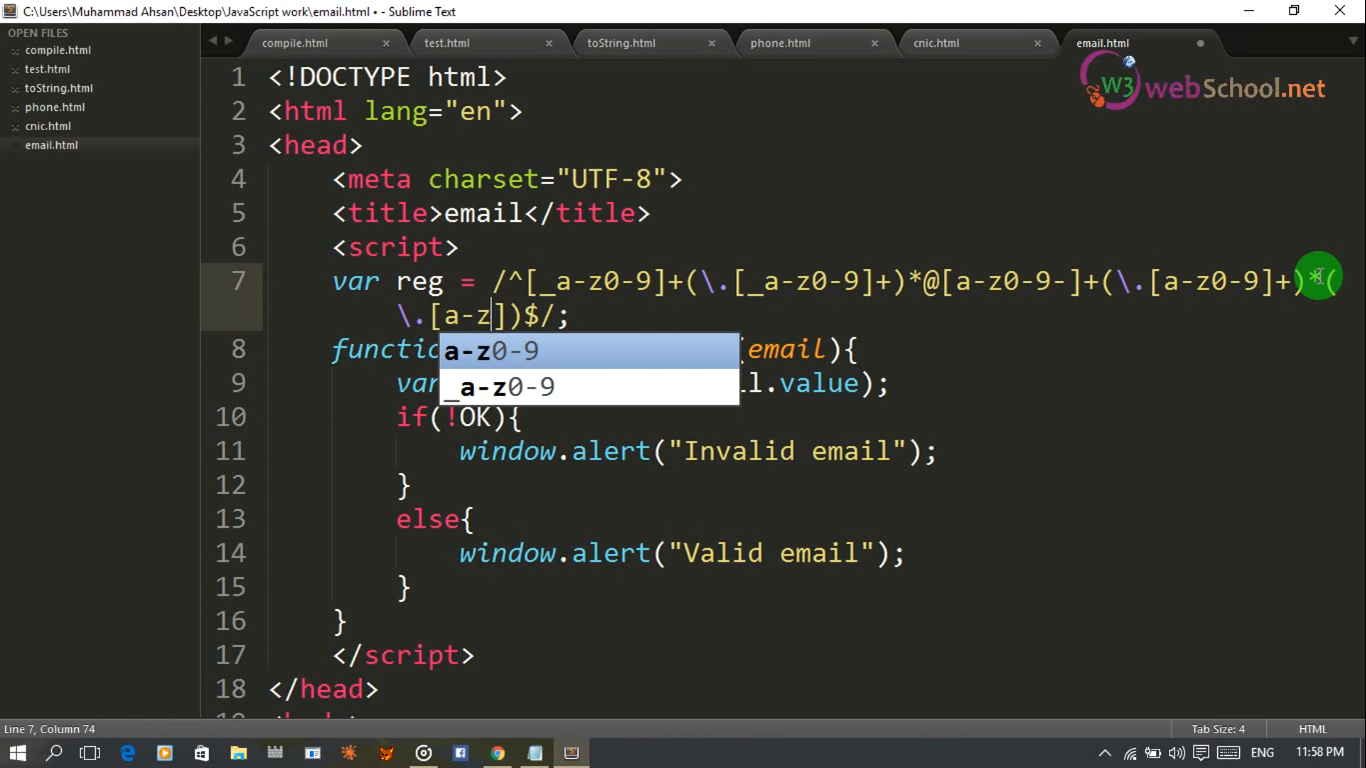 C:\Users\Muhammad Ahsan\Desktop\JavaScript work\email.html • - Sublime Text
OPEN FILES
compile.html
test.html
toString.html
phone.html
cnic.html
email.html
compile.html
test.html
toString.html
phone.html
cnic.html
email.html
W3 webSchool.net
1 <!DOCTYPE html>
2 <html lang="en">
3 <head>
4 <meta charset="UTF-8">
5 <title>email</title>
6 <script>
7 var reg = /^[_a-z0-9]+(\.[_a-z0-9]+)*@[a-z0-9-]+(\.[a-z0-9]+)*(
\.[a-z])$/;
8 functio (email){
a-z0-9
9 var l.value);
_a-z0-9
10 if(!OK){
11 window.alert("Invalid email");
12 }
13 else{
14 window.alert("Valid email");
15 }
16 }
17 </script>
18 </head>
Line 7, Column 74
Tab Size: 4
HTML
ENG
11:58 PM